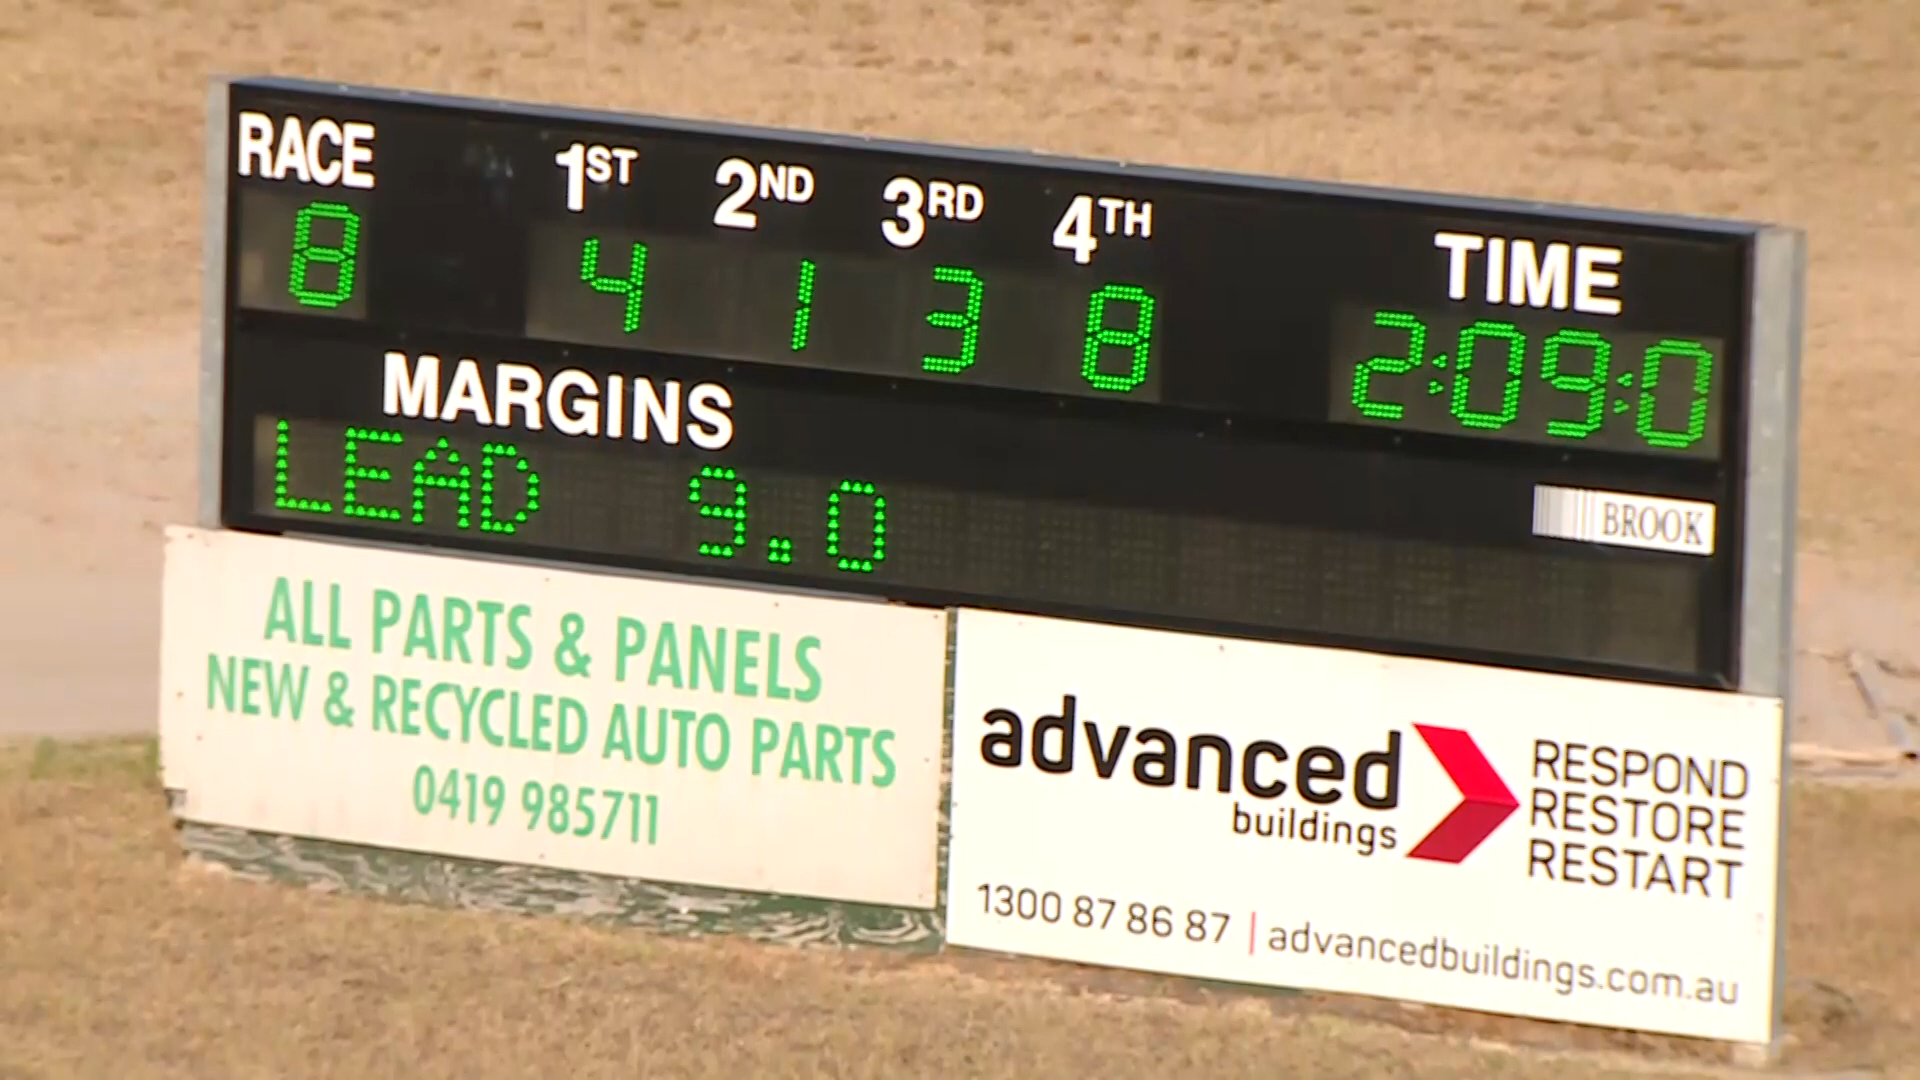 RACE 1ST 2ND 3RD 4TH TIME
8 4 1 3 8 2:09:0
MARGINS
LEAD 9.0
BROOK
ALL PARTS & PANELS
NEW & RECYCLED AUTO PARTS
0419 985711
advanced
buildings
RESPOND
RESTORE
RESTART
1300 87 86 87 | advancedbuildings.com.au